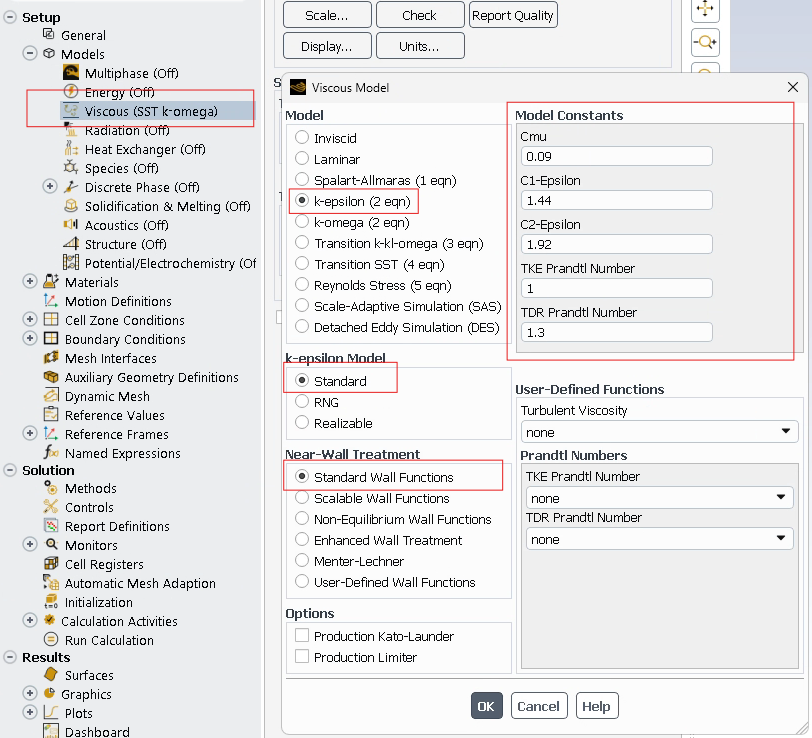 Setup
General
Models
Multiphase (Off)
Energy (Off)
Viscous (SST k-omega)
Radiation (Off)
Heat Exchanger (Off)
Species (Off)
Discrete Phase (Off)
Solidification & Melting (Off)
Acoustics (Off)
Structure (Off)
Potential/Electrochemistry (Of
Materials
Motion Definitions
Cell Zone Conditions
Boundary Conditions
Mesh Interfaces
Auxiliary Geometry Definitions
Dynamic Mesh
Reference Values
Reference Frames
Named Expressions
Solution
Methods
Controls
Report Definitions
Monitors
Cell Registers
Automatic Mesh Adaption
Initialization
Calculation Activities
Run Calculation
Results
Surfaces
Graphics
Plots
Dashboard
Scale... Check Report Quality
Display... Units...
Viscous Model
Model
Inviscid
Laminar
Spalart-Allmaras (1 eqn)
k-epsilon (2 eqn)
k-omega (2 eqn)
Transition k-kl-omega (3 eqn)
Transition SST (4 eqn)
Reynolds Stress (5 eqn)
Scale-Adaptive Simulation (SAS)
Detached Eddy Simulation (DES)
k-epsilon Model
Standard
RNG
Realizable
Near-Wall Treatment
Standard Wall Functions
Scalable Wall Functions
Non-Equilibrium Wall Functions
Enhanced Wall Treatment
Menter-Lechner
User-Defined Wall Functions
Options
Production Kato-Launder
Production Limiter
Model Constants
Cmu
0.09
C1-Epsilon
1.44
C2-Epsilon
1.92
TKE Prandtl Number
1
TDR Prandtl Number
1.3
User-Defined Functions
Turbulent Viscosity
none
Prandtl Numbers
TKE Prandtl Number
none
TDR Prandtl Number
none
OK Cancel Help